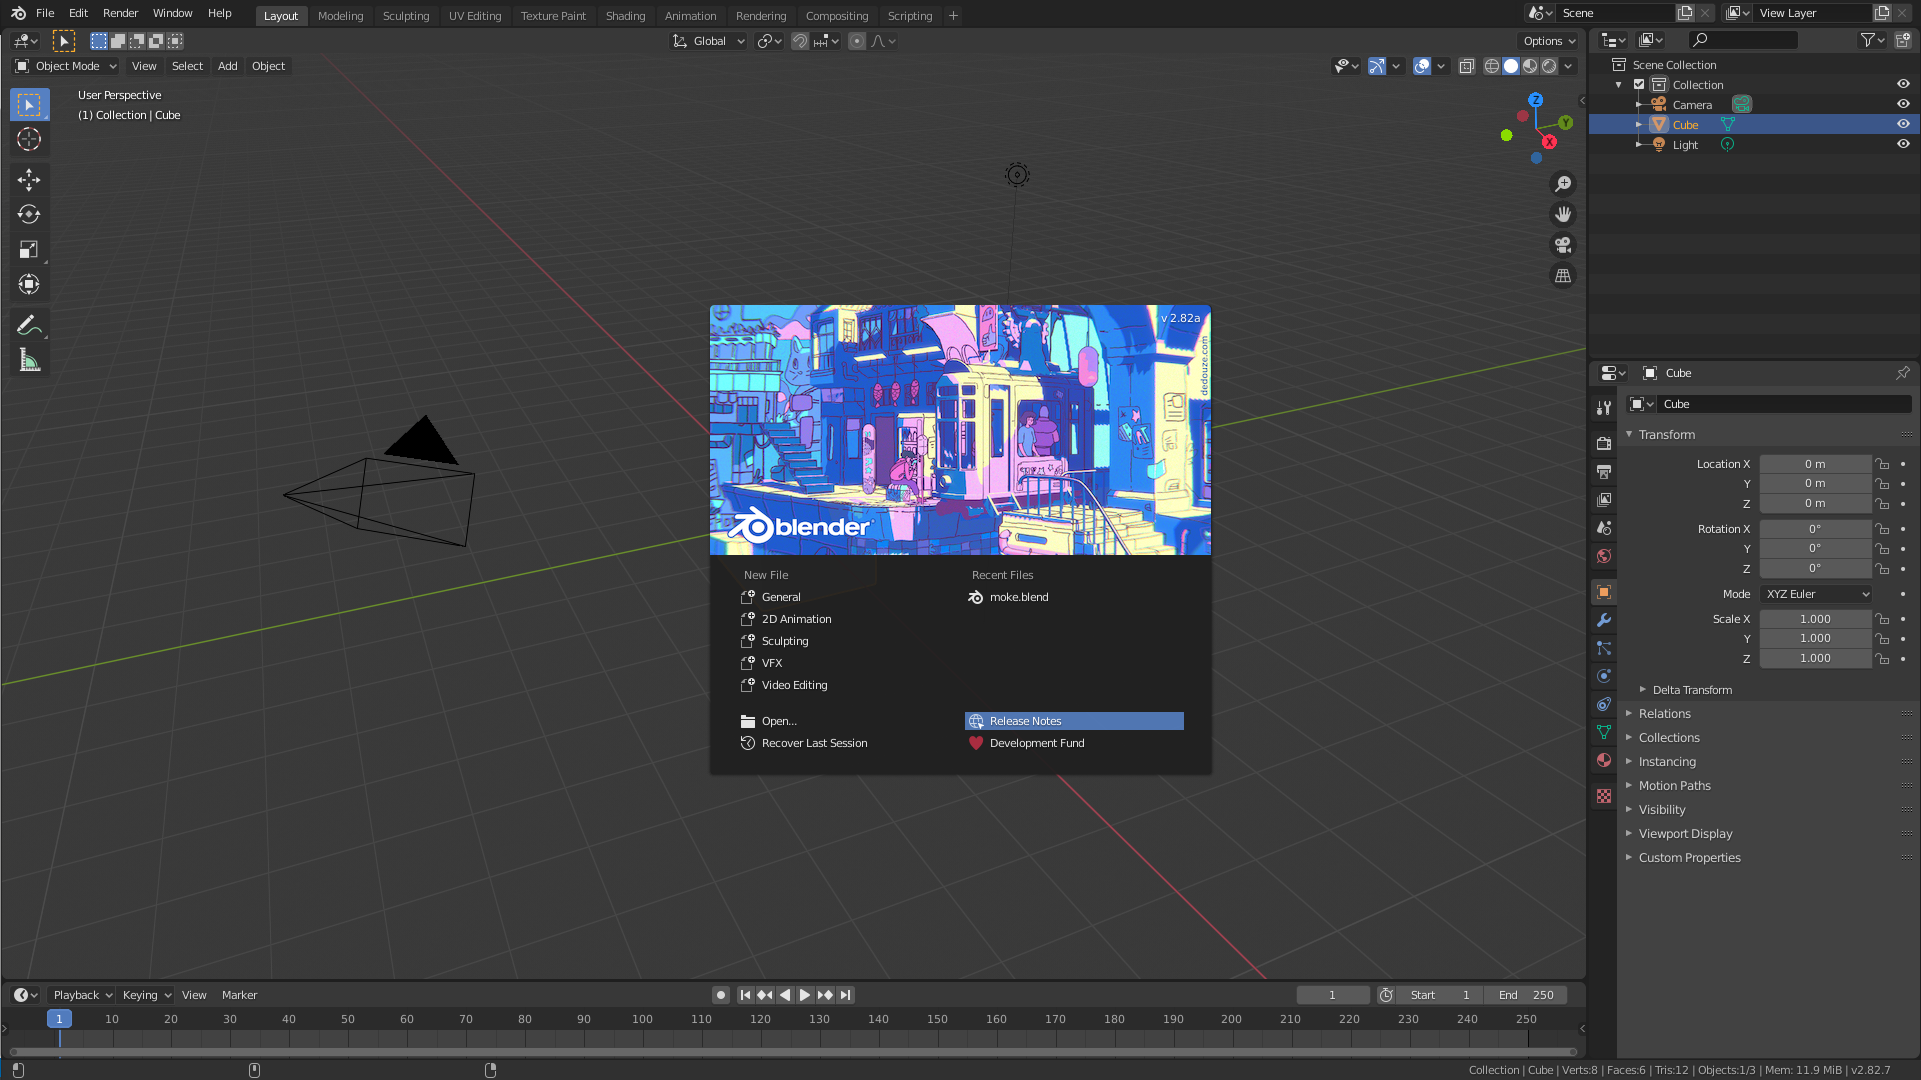 File Edit Render Window Help
Layout Modeling Sculpting UV Editing Texture Paint Shading Animation Rendering Compositing Scripting +
Scene
View Layer
Global
Options
Object Mode View Select Add Object
User Perspective
(1) Collection | Cube
Z
Y
X
Scene Collection
Collection
Camera
Cube
Light
v 2.82a
dedouze.com
blender
New File
General
2D Animation
Sculpting
VFX
Video Editing
Open...
Recover Last Session
Recent Files
moke.blend
Release Notes
Development Fund
Cube
Cube
Transform
Location X 0 m
Y 0 m
Z 0 m
Rotation X 0°
Y 0°
Z 0°
Mode XYZ Euler
Scale X 1.000
Y 1.000
Z 1.000
Delta Transform
Relations
Collections
Instancing
Motion Paths
Visibility
Viewport Display
Custom Properties
Playback Keying View Marker
1 Start 1 End 250
1 10 20 30 40 50 60 70 80 90 100 110 120 130 140 150 160 170 180 190 200 210 220 230 240 250
Collection | Cube | Verts:8 | Faces:6 | Tris:12 | Objects:1/3 | Mem: 11.9 MiB | v2.82.7